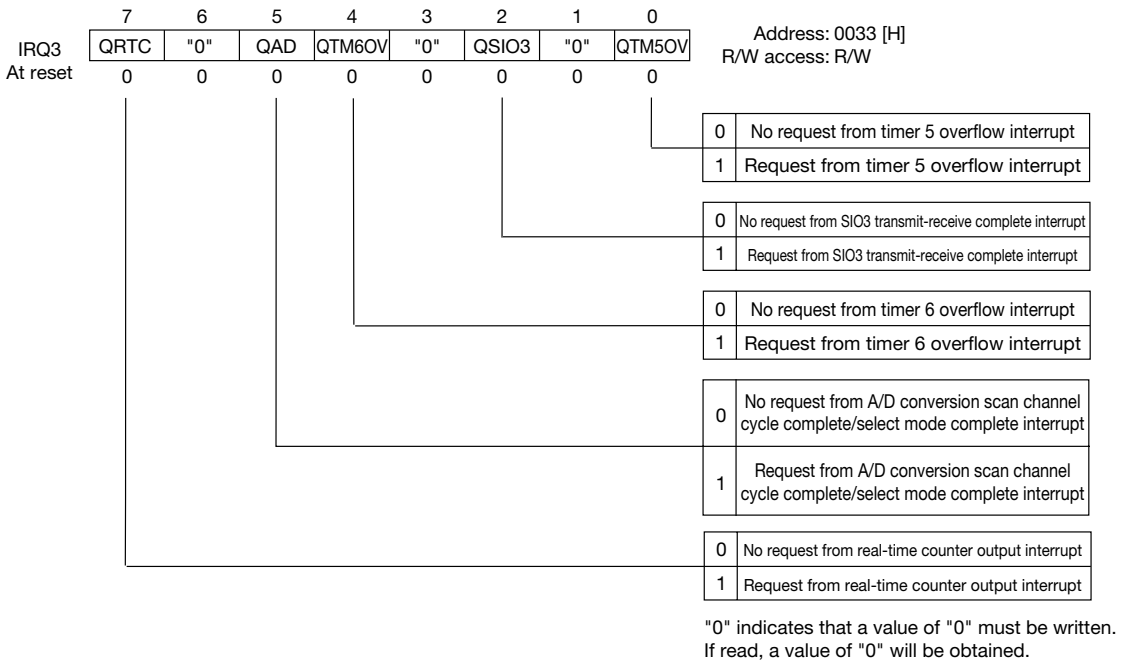 7 6 5 4 3 2 1 0
IRQ3 QRTC "0" QAD QTM6OV "0" QSIO3 "0" QTM5OV
At reset 0 0 0 0 0 0 0 0
Address: 0033 [H]
R/W access: R/W
0 No request from timer 5 overflow interrupt
1 Request from timer 5 overflow interrupt
0 No request from SIO3 transmit-receive complete interrupt
1 Request from SIO3 transmit-receive complete interrupt
0 No request from timer 6 overflow interrupt
1 Request from timer 6 overflow interrupt
0 No request from A/D conversion scan channel
cycle complete/select mode complete interrupt
1 Request from A/D conversion scan channel
cycle complete/select mode complete interrupt
0 No request from real-time counter output interrupt
1 Request from real-time counter output interrupt
"0" indicates that a value of "0" must be written.
If read, a value of "0" will be obtained.